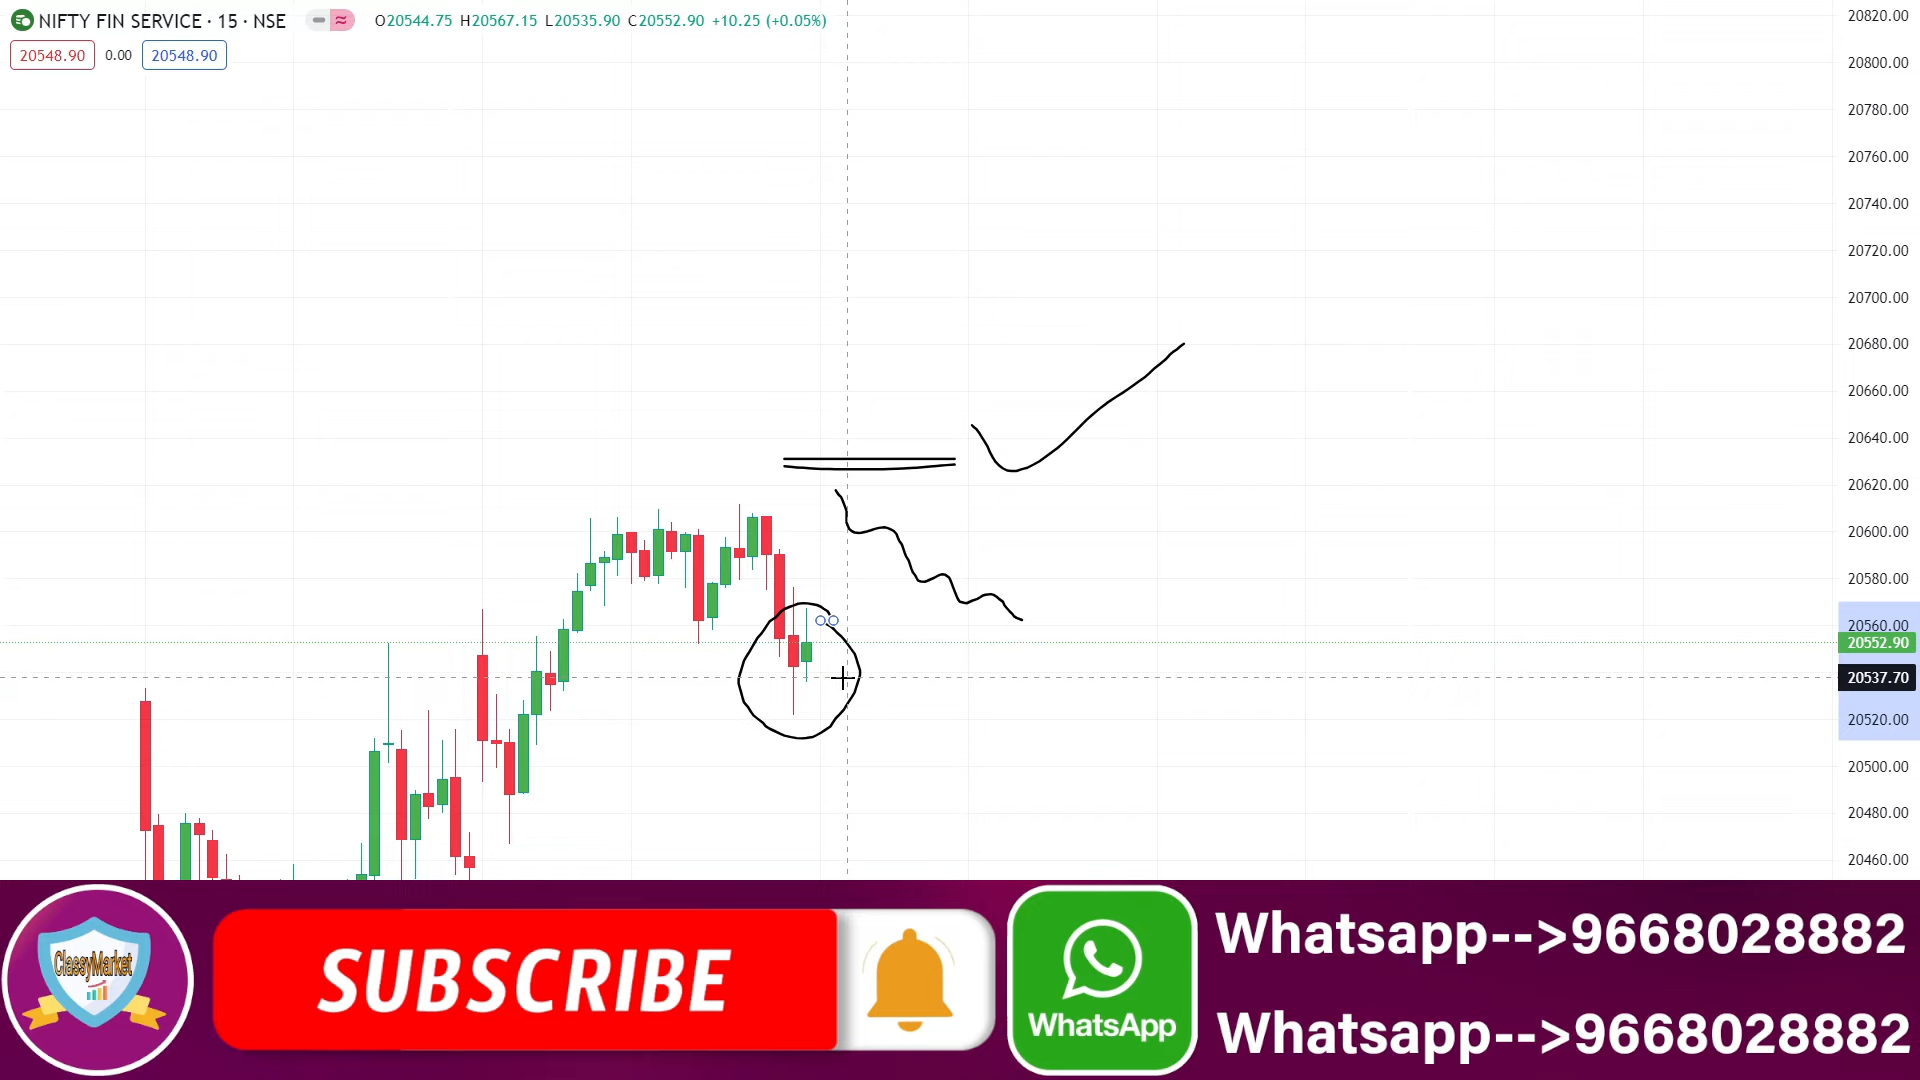 NIFTY FIN SERVICE · 15 · NSE O20544.75 H20567.15 L20535.90 C20552.90 +10.25 (+0.05%)
20548.90 0.00 20548.90
20820.00
20800.00
20780.00
20760.00
20740.00
20720.00
20700.00
20680.00
20660.00
20640.00
20620.00
20600.00
20580.00
20560.00
20552.90
20537.70
20520.00
20500.00
20480.00
20460.00
ClassyMarket
SUBSCRIBE
WhatsApp
Whatsapp-->9668028882
Whatsapp-->9668028882